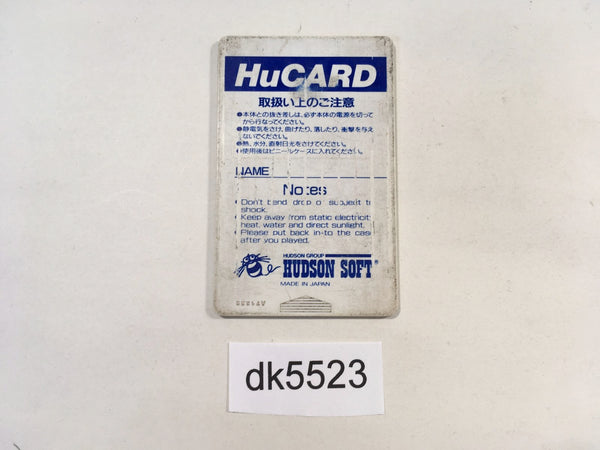 HuCARD
取扱い上のご注意
●本体との抜き差しは、必ず本体の電源を切って
から行なってください。
●静電気をさけ、曲げたり、落したり、衝撃を与え
ないでください。
●熱、水分、直射日光をさけてください。
●使用後はビニールケースに入れてください。
NAME
Notes
Don't bend drop or subject t
shock.
Keep away from static electricit
heat, water and direct sunlight.
Please put back in-to the cas
after you played.
HUDSON GROUP
HUDSON SOFT®
MADE IN JAPAN
dk5523